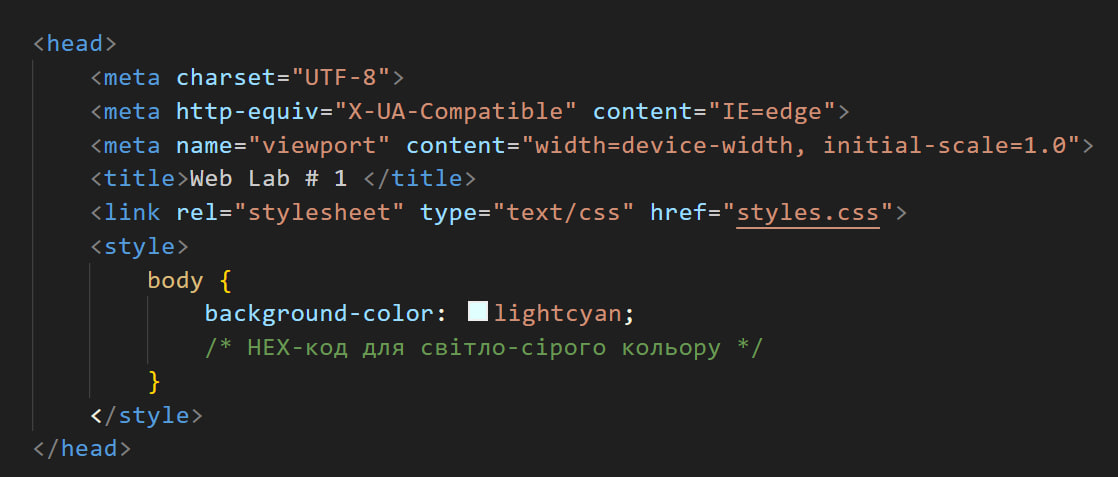 <head>
<meta charset="UTF-8">
<meta http-equiv="X-UA-Compatible" content="IE=edge">
<meta name="viewport" content="width=device-width, initial-scale=1.0">
<title>Web Lab # 1 </title>
<link rel="stylesheet" type="text/css" href="styles.css">
<style>
body {
background-color: lightcyan;
/* HEX-код для світло-сірого кольору */
}
</style>
</head>